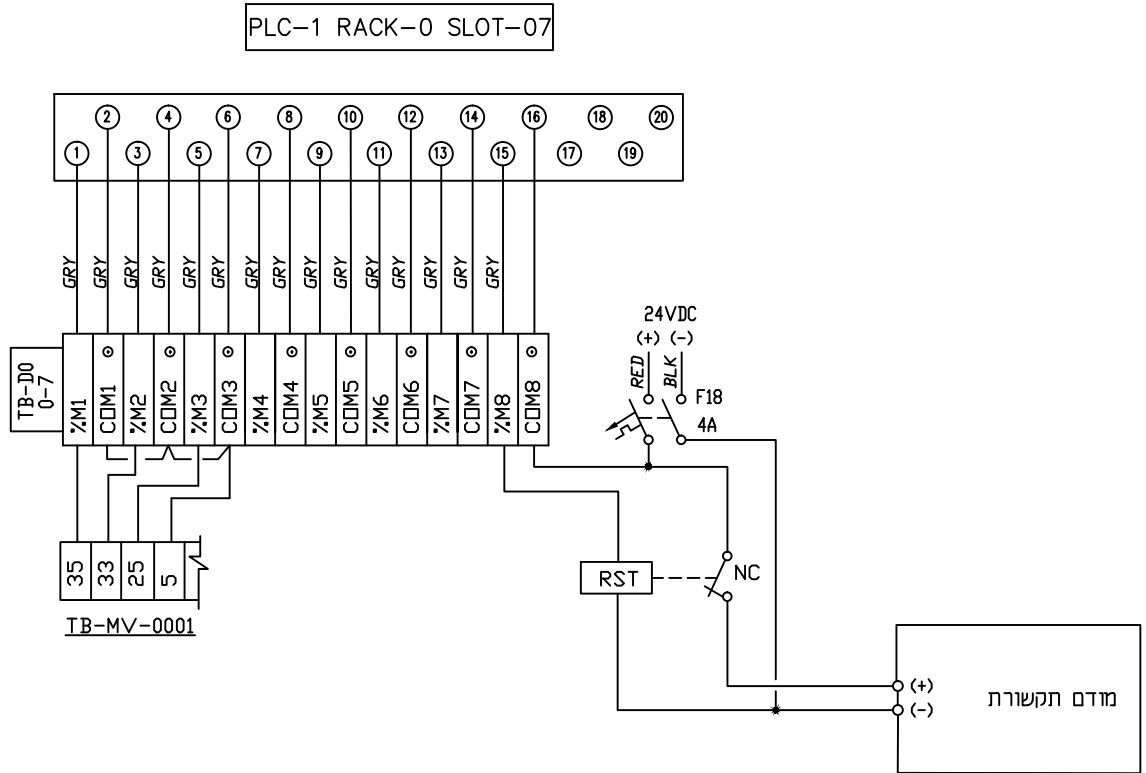 PLC-1 RACK-0 SLOT-07
2 4 6 8 10 12 14 16 18 20
1 3 5 7 9 11 13 15 17 19
GRY GRY GRY GRY GRY GRY GRY GRY GRY GRY GRY GRY GRY GRY GRY
24VDC
(+) (-)
RED BLK
F18
4A
TB-DO
0-7
%M1 COM1 %M2 COM2 %M3 COM3 %M4 COM4 %M5 COM5 %M6 COM6 %M7 COM7 %M8 COM8
35 33 25 5
TB-MV-0001
RST
NC
(+)
(-)
מודם תקשורת